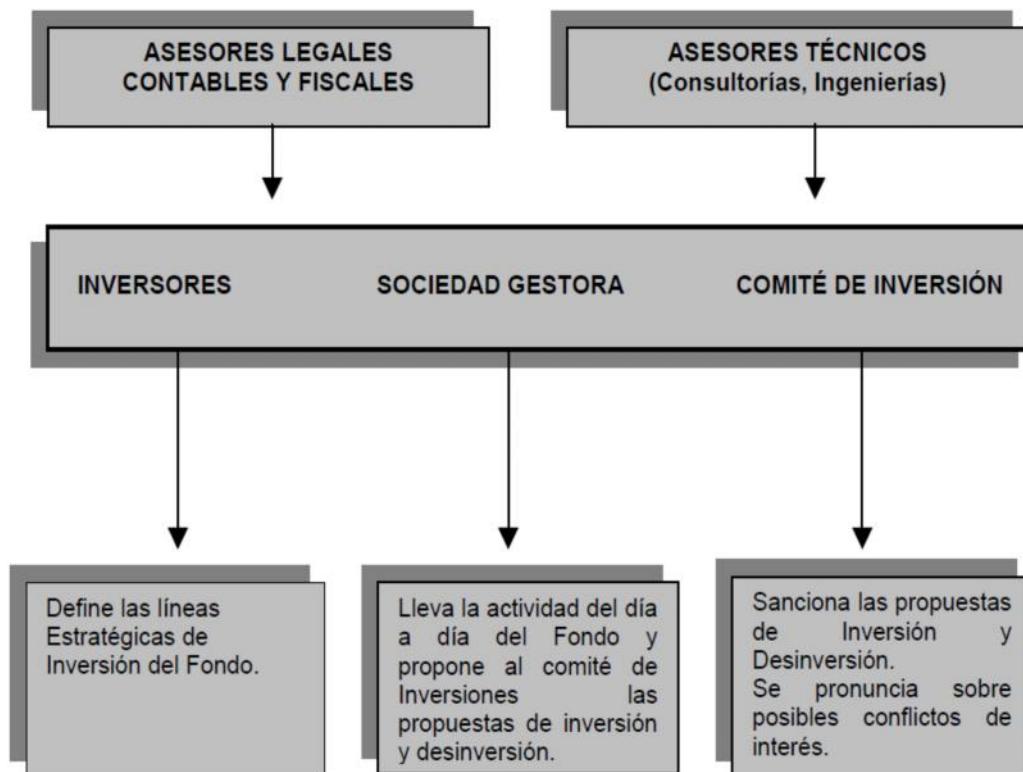 ASESORES LEGALES
CONTABLES Y FISCALES
ASESORES TÉCNICOS
(Consultorías, Ingenierías)
INVERSORES
SOCIEDAD GESTORA
COMITÉ DE INVERSIÓN
Define las líneas
Estratégicas de
Inversión del Fondo.
Lleva la actividad del día
a día del Fondo y
propone al comité de
Inversiones las
propuestas de inversión
y desinversión.
Sanciona las propuestas
de Inversión y
Desinversión.
Se pronuncia sobre
posibles conflictos de
interés.